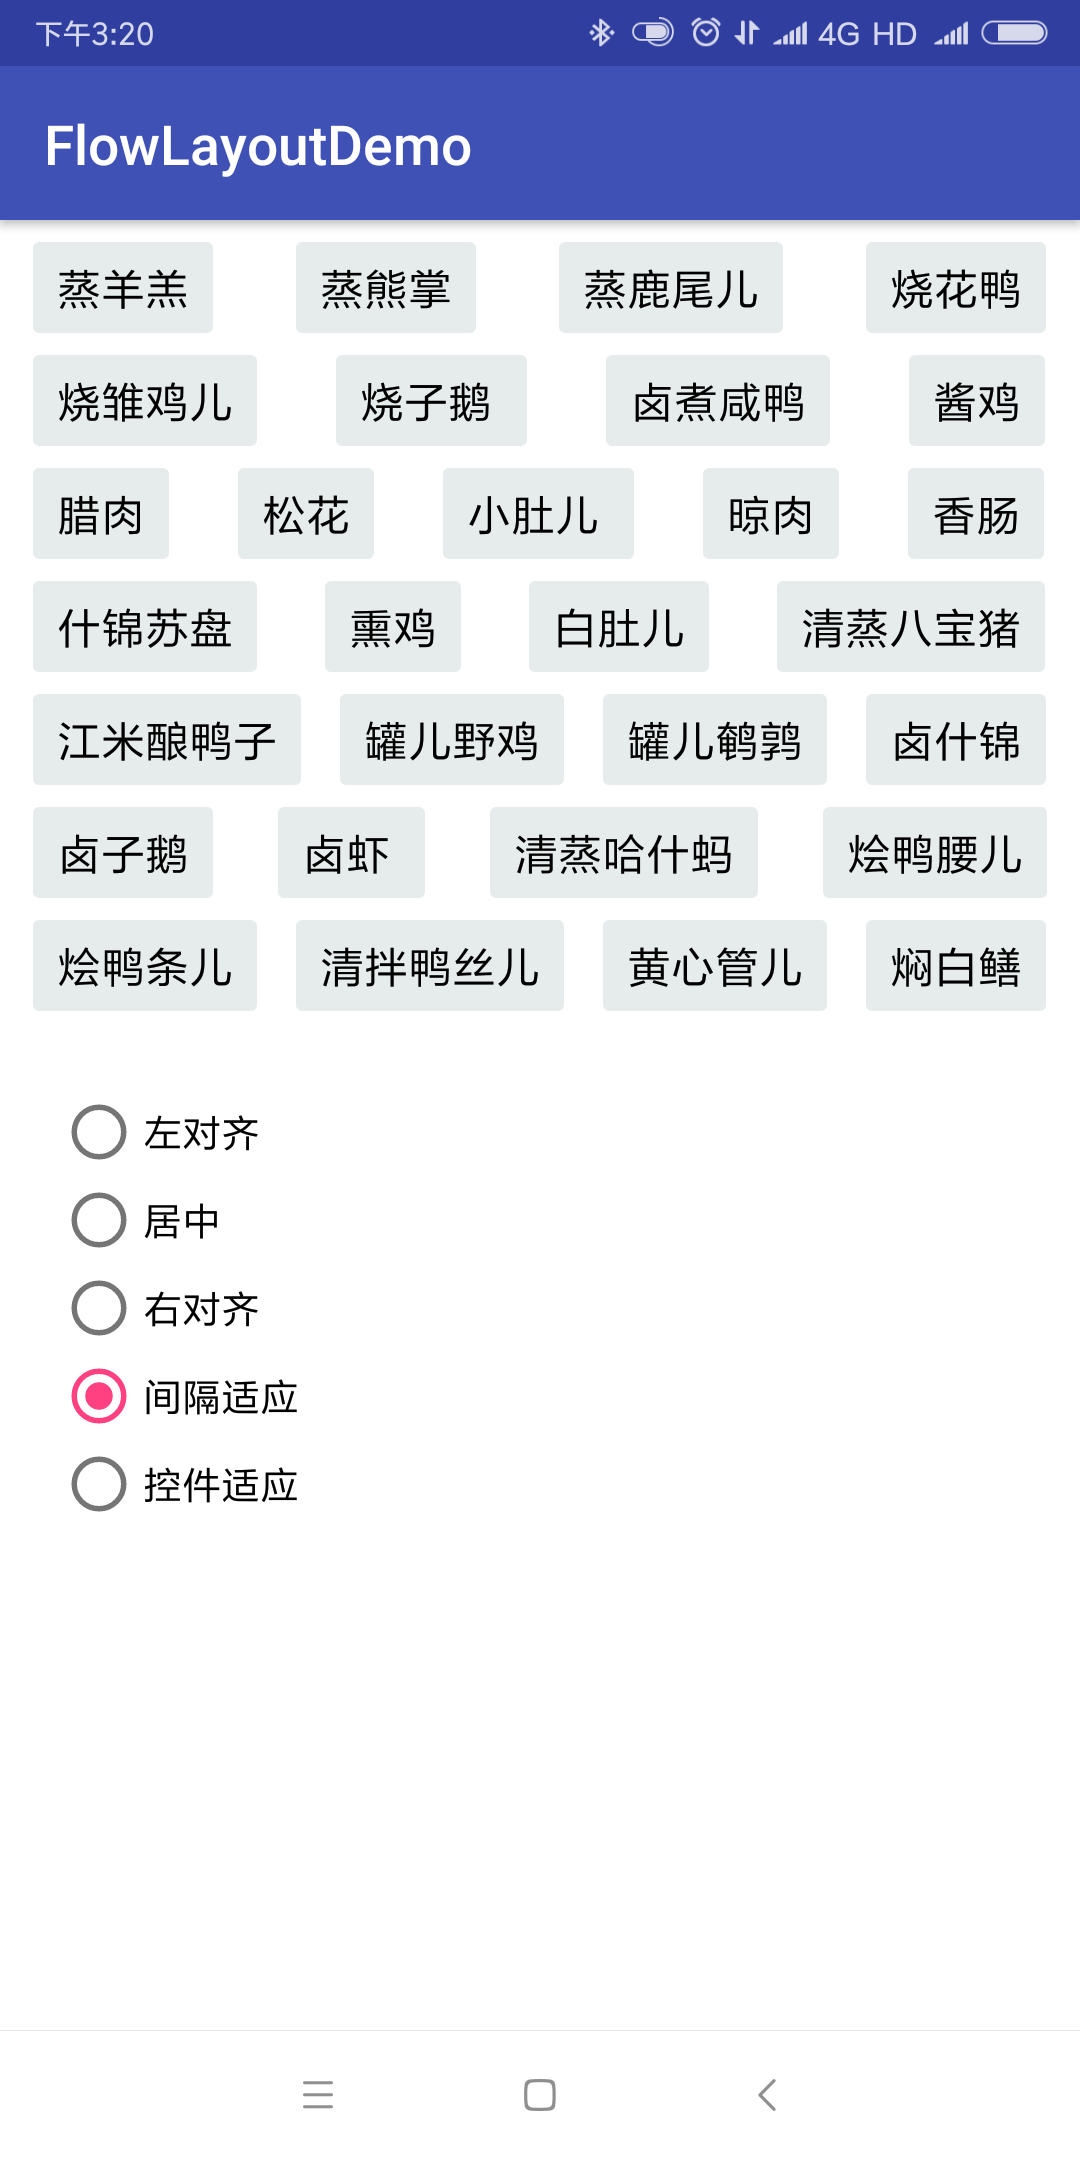 下午3:20 4G HD
FlowLayoutDemo
蒸羊羔 蒸熊掌 蒸鹿尾儿 烧花鸭
烧雏鸡儿 烧子鹅 卤煮咸鸭 酱鸡
腊肉 松花 小肚儿 晾肉 香肠
什锦苏盘 熏鸡 白肚儿 清蒸八宝猪
江米酿鸭子 罐儿野鸡 罐儿鹌鹑 卤什锦
卤子鹅 卤虾 清蒸哈什蚂 烩鸭腰儿
烩鸭条儿 清拌鸭丝儿 黄心管儿 焖白鳝
左对齐
居中
右对齐
间隔适应
控件适应